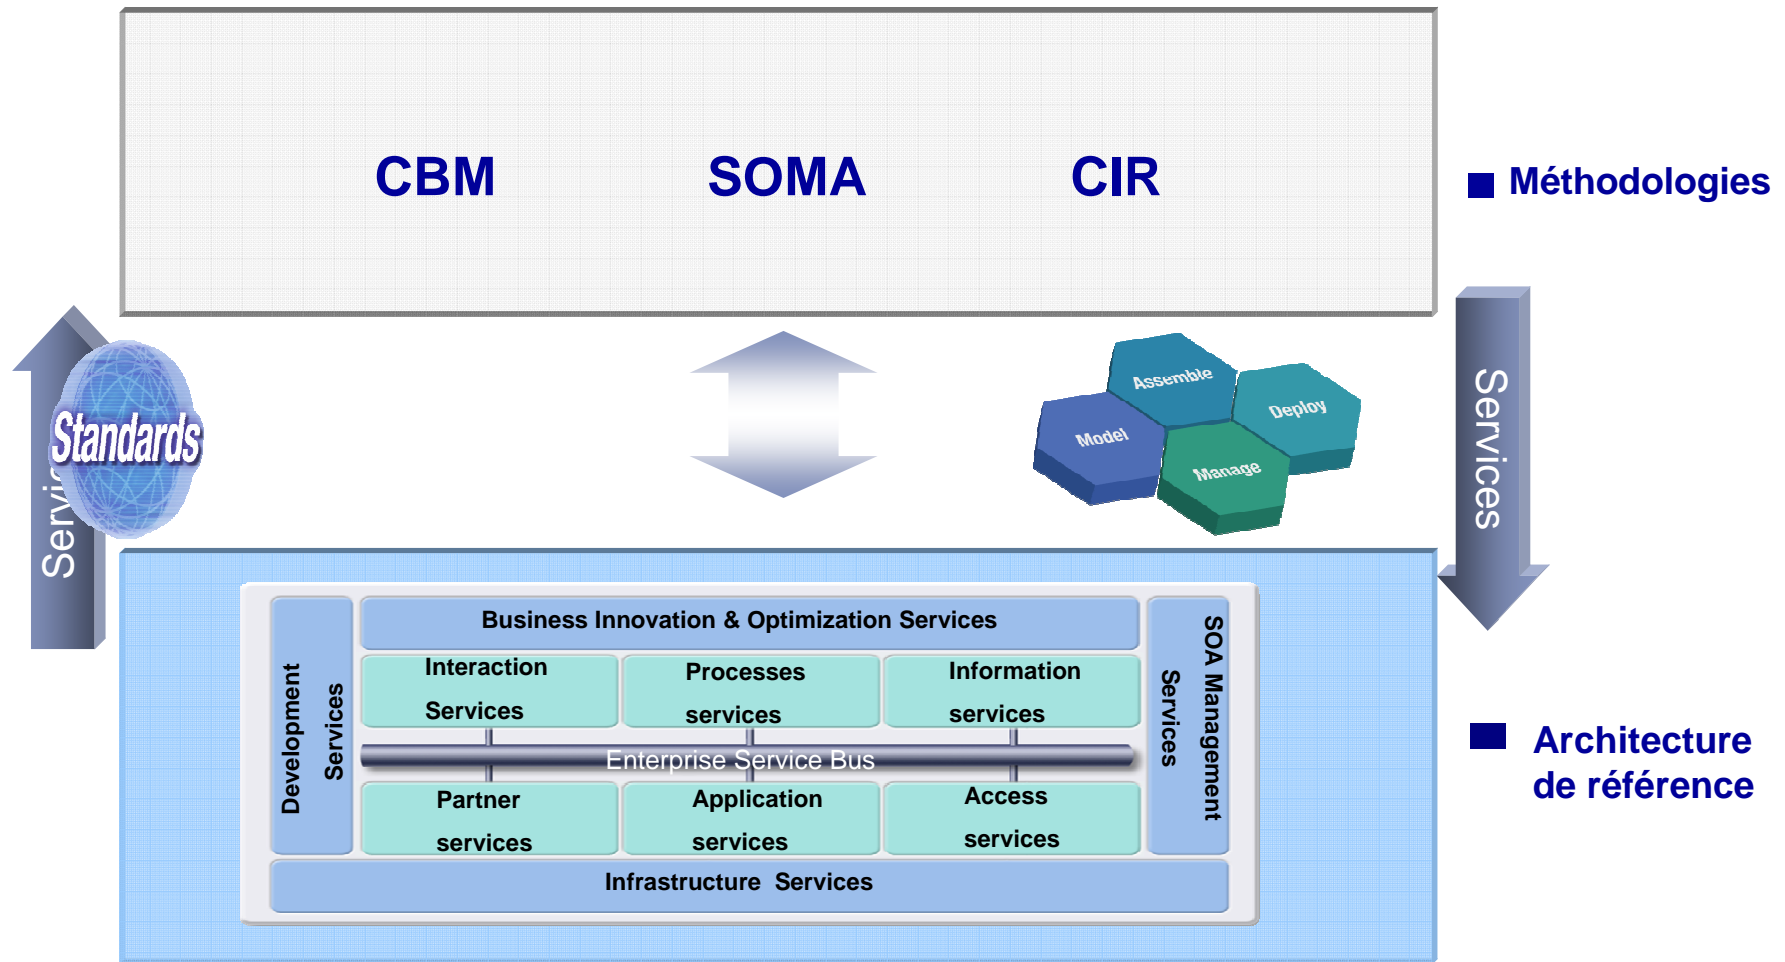 CBM SOMA CIR
Méthodologies
Standards
Assemble
Deploy
Model
Manage
Services
Business Innovation & Optimization Services
Development
Services
Interaction
Services
Processes
services
Information
services
SOA Management
Services
Enterprise Service Bus
Partner
services
Application
services
Access
services
Infrastructure Services
Architecture
de référence